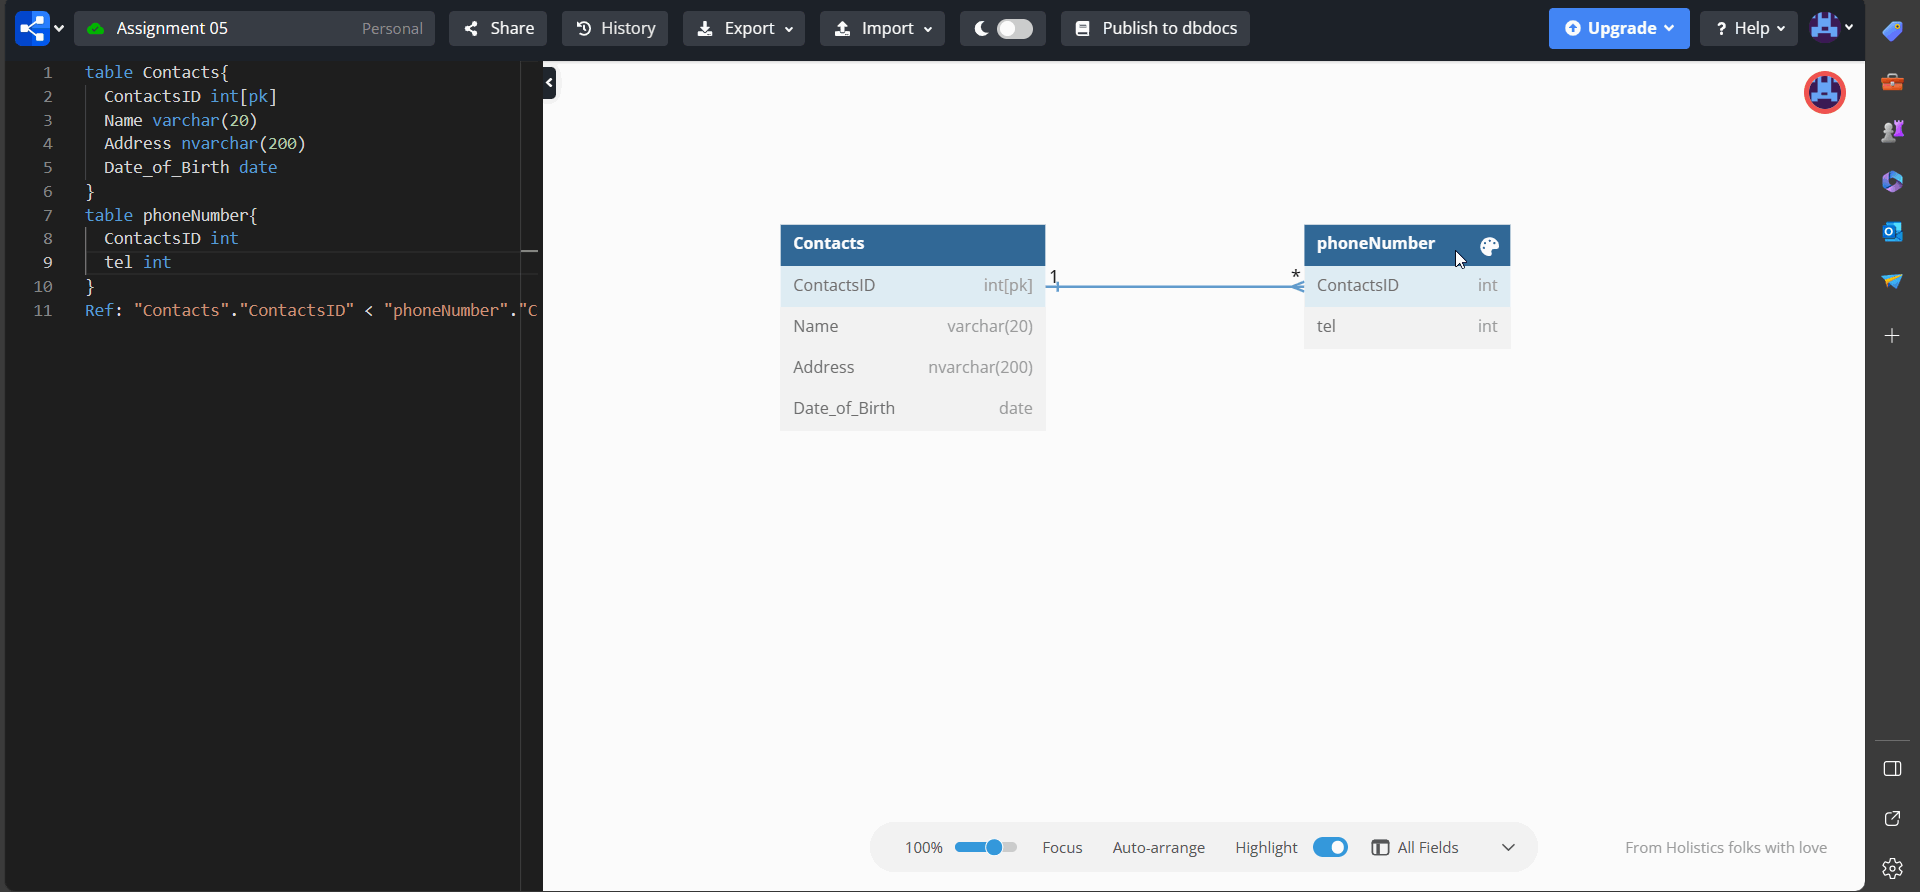 Assignment 05 Personal Share History Export Import Publish to dbdocs Upgrade ? Help
1 table Contacts{
2 ContactsID int[pk]
3 Name varchar(20)
4 Address nvarchar(200)
5 Date_of_Birth date
6 }
7 table phoneNumber{
8 ContactsID int
9 tel int
10 }
11 Ref: "Contacts"."ContactsID" < "phoneNumber"."C
Contacts
ContactsID int[pk]
Name varchar(20)
Address nvarchar(200)
Date_of_Birth date
1 *
phoneNumber
ContactsID int
tel int
100% Focus Auto-arrange Highlight All Fields
From Holistics folks with love